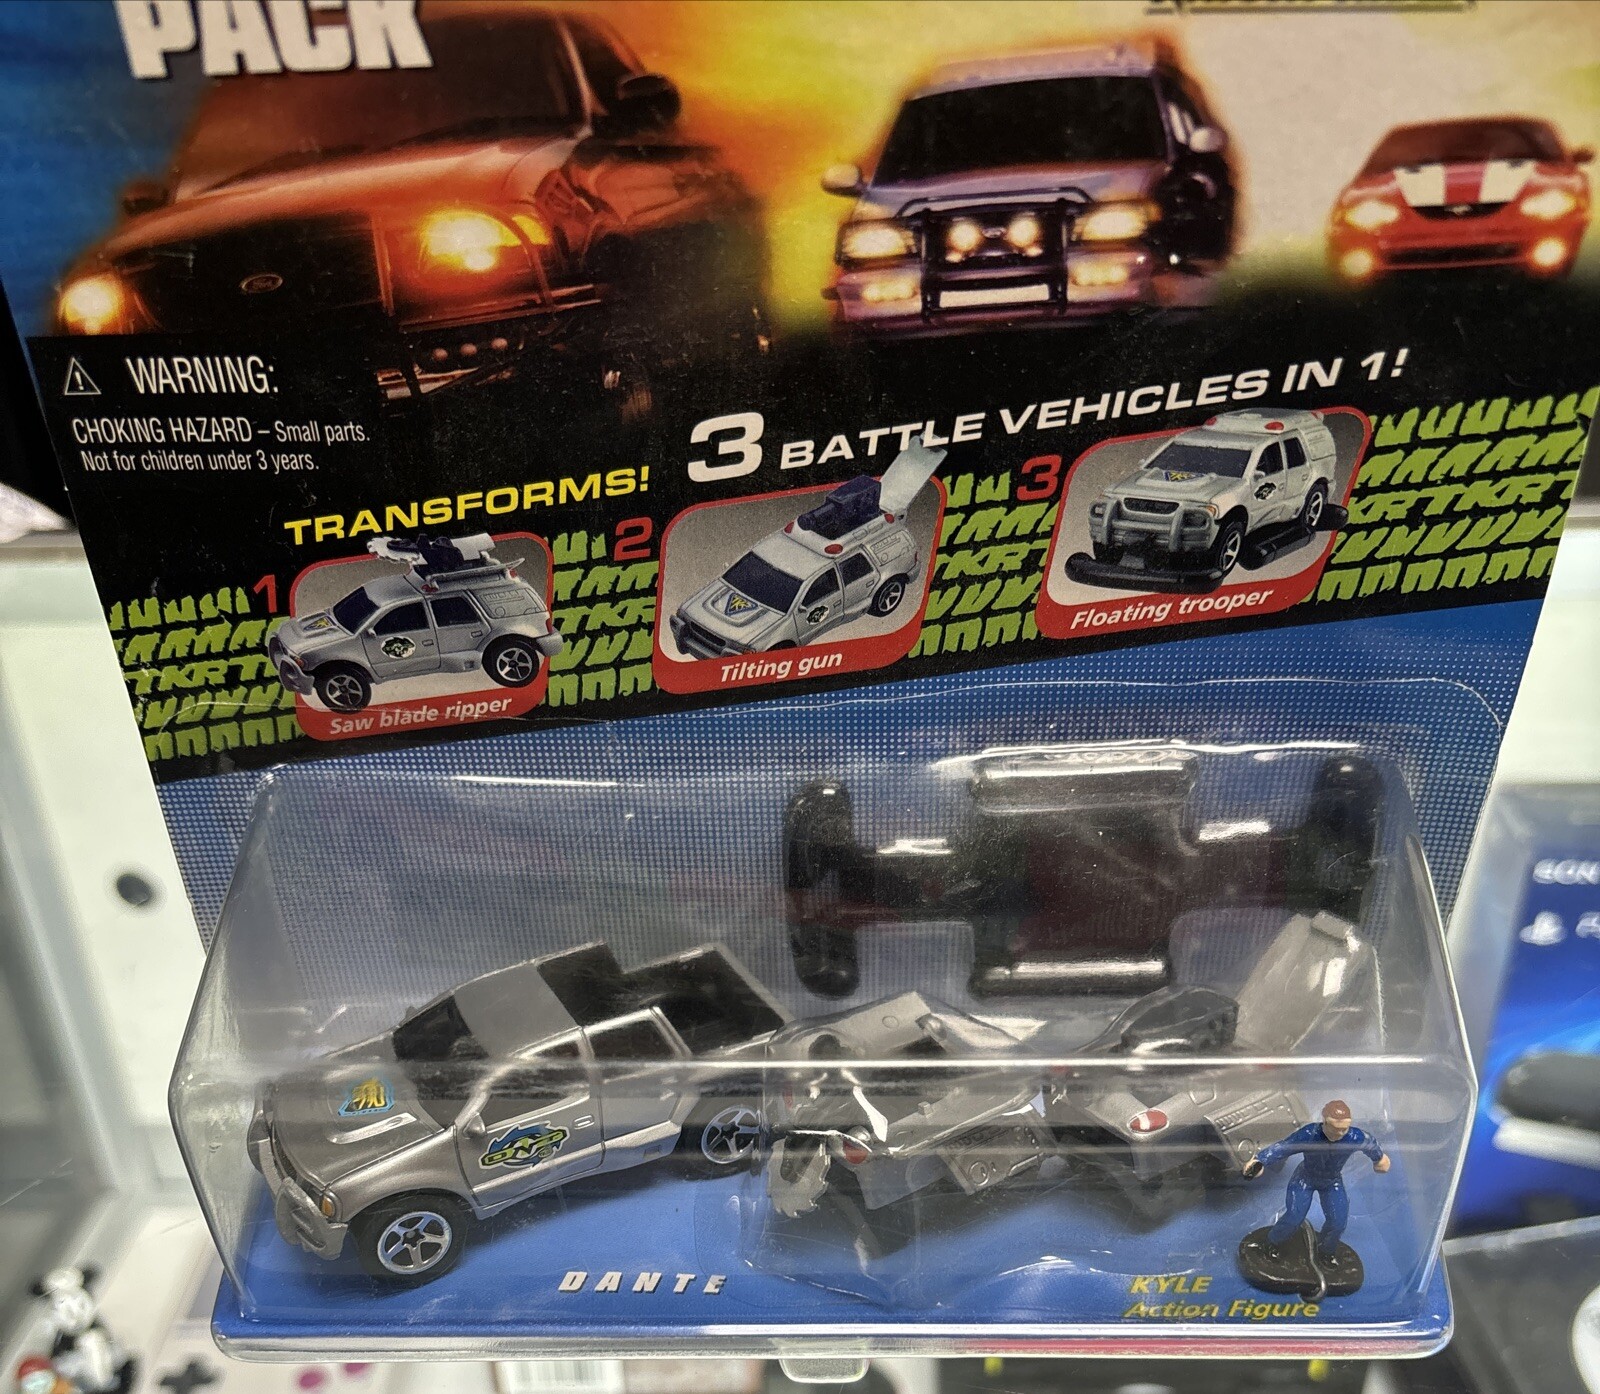 PACK
WARNING:
CHOKING HAZARD – Small parts.
Not for children under 3 years.
TRANSFORMS!
3 BATTLE VEHICLES IN 1!
1
Saw blade ripper
2
Tilting gun
3
Floating trooper
DANTE
KYLE
Action Figure